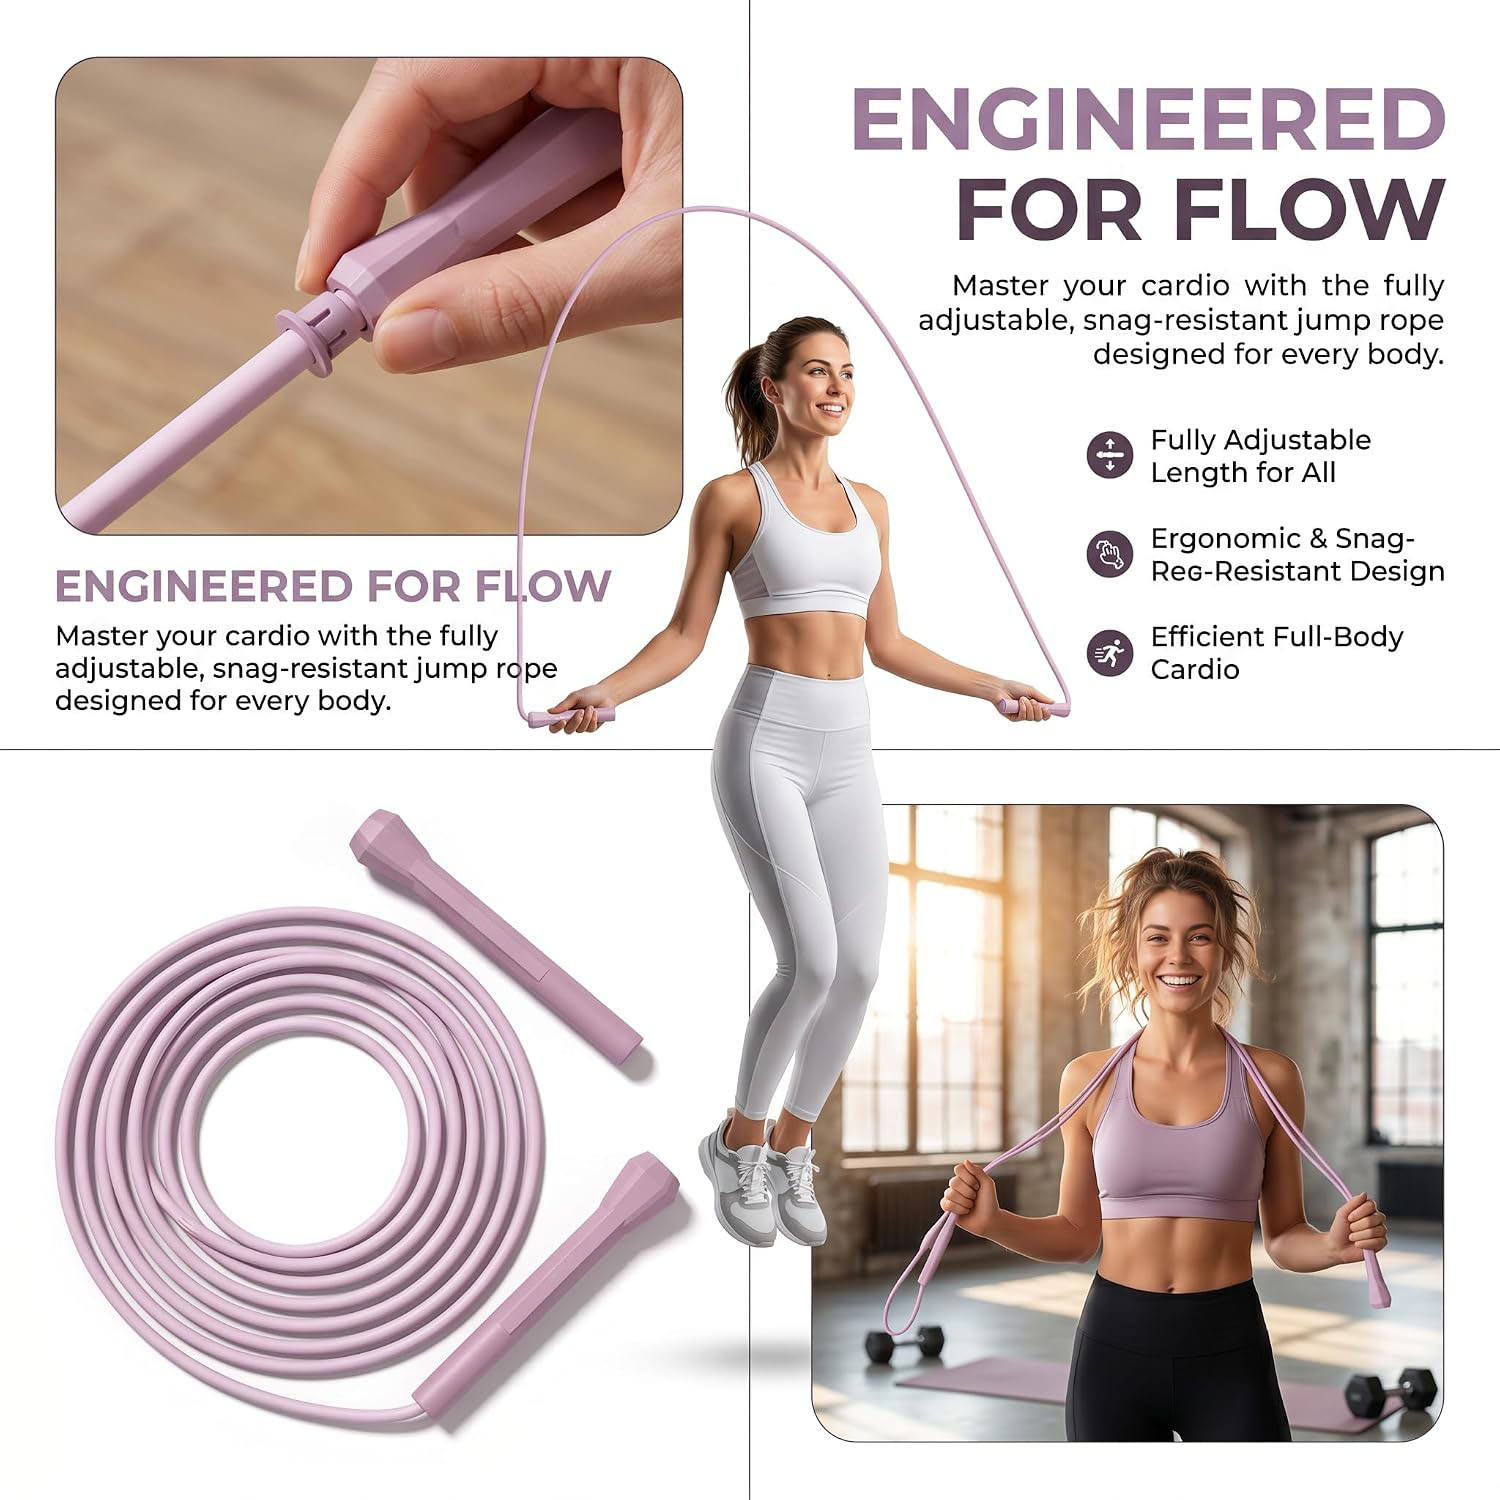 ENGINEERED
FOR FLOW
Master your cardio with the fully
adjustable, snag-resistant jump rope
designed for every body.
Fully Adjustable
Length for All
Ergonomic & Snag-
Reɢ-Resistant Design
Efficient Full-Body
Cardio
ENGINEERED FOR FLOW
Master your cardio with the fully
adjustable, snag-resistant jump rope
designed for every body.